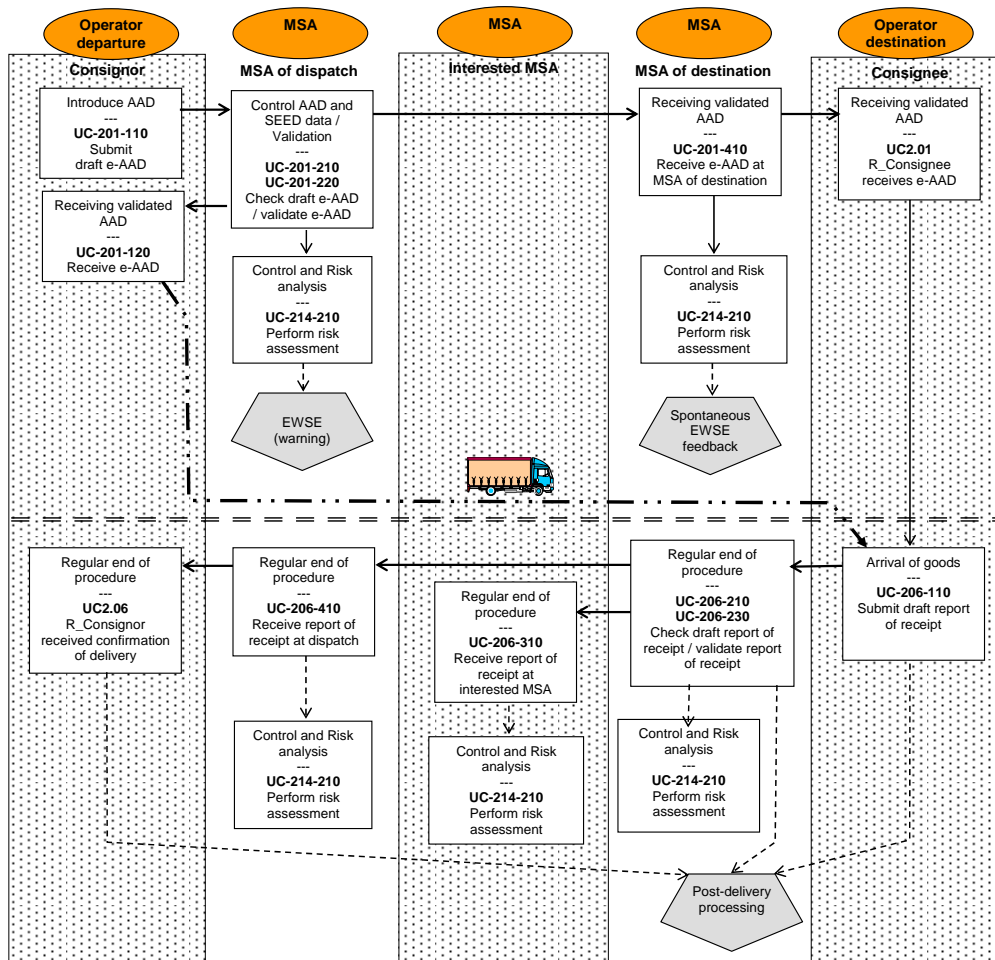 Operator
departure
MSA
MSA
MSA
Operator
destination
Consignor
MSA of dispatch
Interested MSA
MSA of destination
Consignee
Introduce AAD
---
UC-201-110
Submit
draft e-AAD
Control AAD and
SEED data /
Validation
---
UC-201-210
UC-201-220
Check draft e-AAD
/ validate e-AAD
Receiving validated
AAD
---
UC-201-410
Receive e-AAD at
MSA of destination
Receiving validated
AAD
---
UC2.01
R_Consignee
receives e-AAD
Receiving validated
AAD
---
UC-201-120
Receive e-AAD
Control and Risk
analysis
---
UC-214-210
Perform risk
assessment
Control and Risk
analysis
---
UC-214-210
Perform risk
assessment
EWSE
(warning)
Spontaneous
EWSE
feedback
Regular end of
procedure
---
UC2.06
R_Consignor
received confirmation
of delivery
Regular end of
procedure
---
UC-206-410
Receive report of
receipt at dispatch
Regular end of
procedure
---
UC-206-310
Receive report of
receipt at
interested MSA
Regular end of
procedure
---
UC-206-210
UC-206-230
Check draft report of
receipt / validate report
of receipt
Arrival of goods
---
UC-206-110
Submit draft report
of receipt
Control and Risk
analysis
---
UC-214-210
Perform risk
assessment
Control and Risk
analysis
---
UC-214-210
Perform risk
assessment
Control and Risk
analysis
---
UC-214-210
Perform risk
assessment
Post-delivery
processing